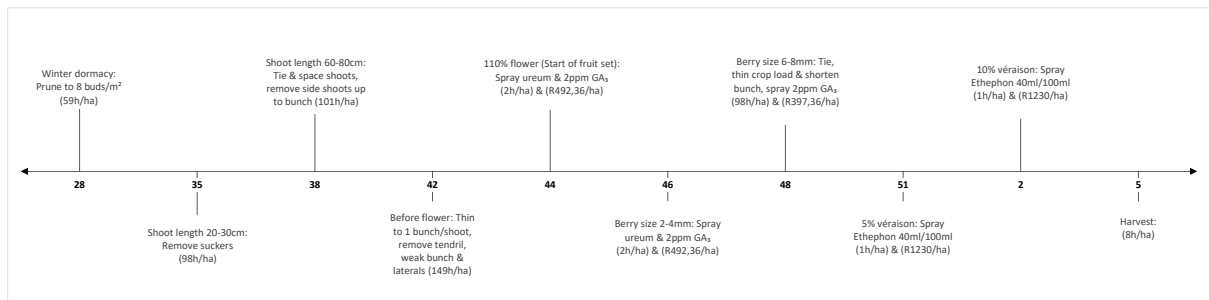 Winter dormacy:
Prune to 8 buds/m²
(59h/ha)
Shoot length 60-80cm:
Tie & space shoots,
remove side shoots up
to bunch (101h/ha)
110% flower (Start of fruit set):
Spray ureum & 2ppm GA₃
(2h/ha) & (R492,36/ha)
Berry size 6-8mm: Tie,
thin crop load & shorten
bunch, spray 2ppm GA₃
(98h/ha) & (R397,36/ha)
10% véraison: Spray
Ethephon 40ml/100ml
(1h/ha) & (R1230/ha)
28 35 38 42 44 46 48 51 2 5
Shoot length 20-30cm:
Remove suckers
(98h/ha)
Before flower: Thin
to 1 bunch/shoot,
remove tendril,
weak bunch &
laterals (149h/ha)
Berry size 2-4mm: Spray
ureum & 2ppm GA₃
(2h/ha) & (R492,36/ha)
5% véraison: Spray
Ethephon 40ml/100ml
(1h/ha) & (R1230/ha)
Harvest:
(8h/ha)